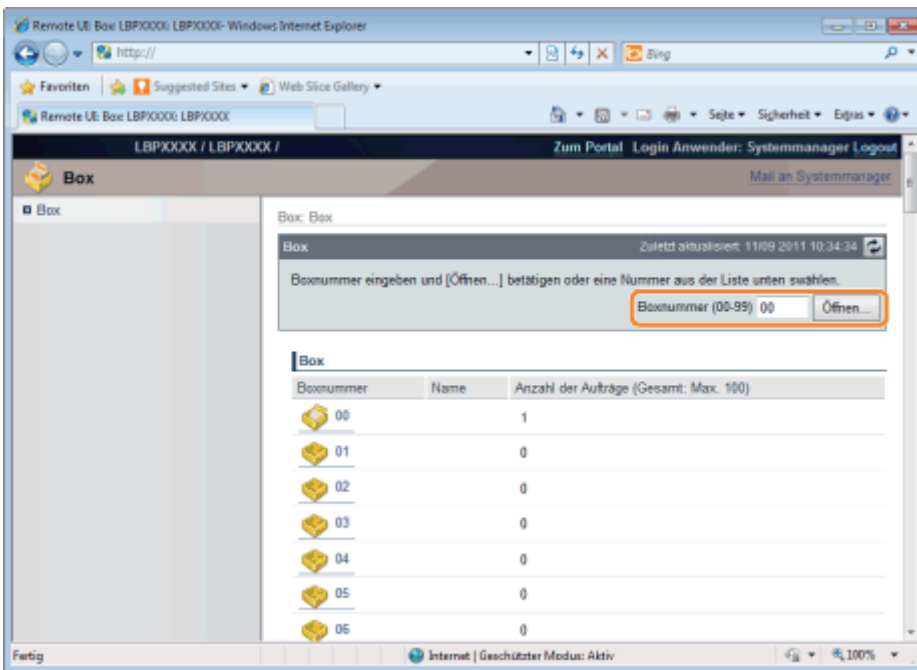 Remote UI: Box: LBPXXXX: LBPXXXX- Windows Internet Explorer
http://
Bing
Favoriten Suggested Sites Web Slice Gallery
Remote UI: Box: LBPXXXX: LBPXXXX
Seite Sicherheit Extras
LBPXXXX / LBPXXXX /
Zum Portal Login Anwender: Systemmanager Logout
Box
Mail an Systemmanager
Box
Box: Box
Box
Zuletzt aktualisiert: 11/09 2011 10:34:34
Boxnummer eingeben und [Öffnen...] betätigen oder eine Nummer aus der Liste unten swählen.
Boxnummer (00-99) 00 Öffnen...
Box
Boxnummer Name Anzahl der Aufträge (Gesamt: Max. 100)
00 1
01 0
02 0
03 0
04 0
05 0
06 0
Fertig
Internet | Geschützter Modus: Aktiv
100%